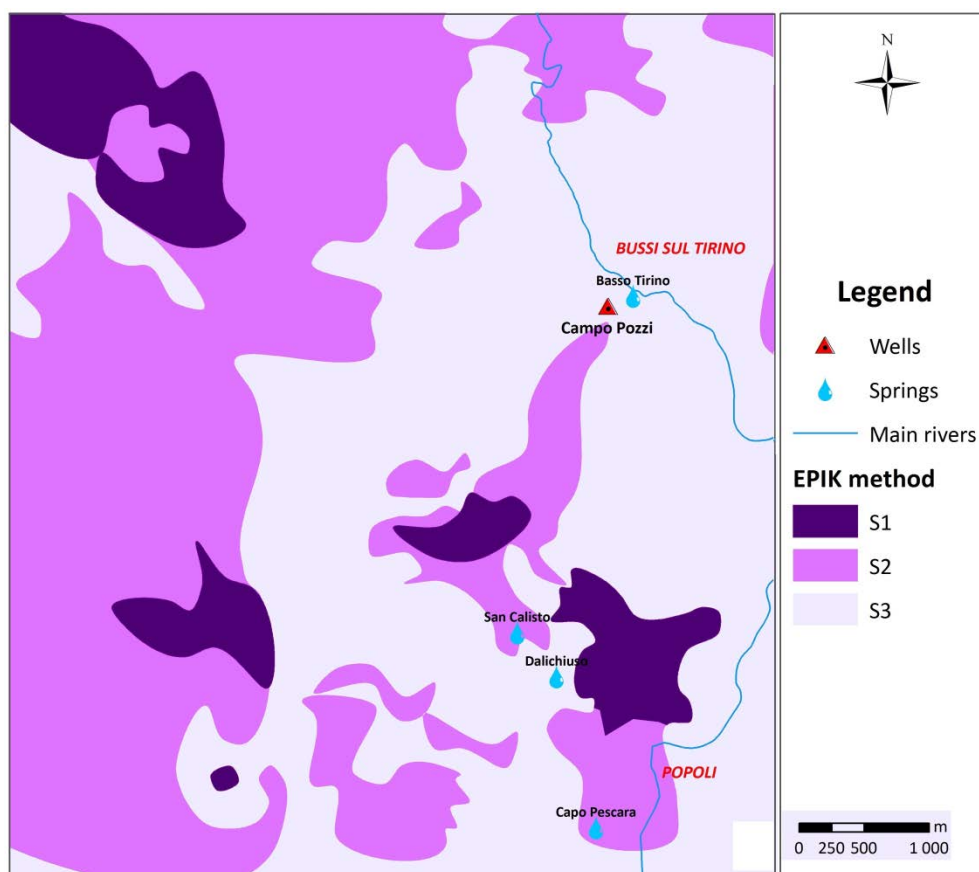 BUSSI SUL TIRINO
Basso Tirino
Campo Pozzi
San Calisto
Dalichiuso
POPOLI
Capo Pescara
N
Legend
Wells
Springs
Main rivers
EPIK method
S1
S2
S3
m
0 250 500 1 000